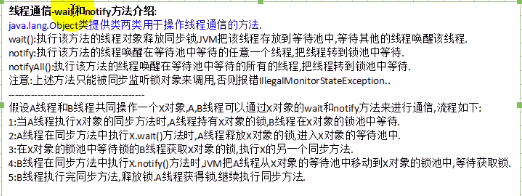 线程通信-wait和notify方法介绍:
java.lang.Object类提供类两类用于操作线程通信的方法.
wait():执行该方法的线程对象释放同步锁,JVM把该线程存放到等待池中,等待其他的线程唤醒该线程.
notify:执行该方法的线程唤醒在等待池中等待的任意一个线程,把线程转到锁池中等待.
notifyAll():执行该方法的线程唤醒在等待池中等待的所有的线程,把线程转到锁池中等待.
注意:上述方法只能被同步监听锁对象来调用,否则报错IllegalMonitorStateException..
-----------------------------------
假设A线程和B线程共同操作一个X对象,A,B线程可以通过X对象的wait和notify方法来进行通信,流程如下:
1:当A线程执行X对象的同步方法时,A线程持有X对象的锁,B线程在X对象的锁池中等待.
2:A线程在同步方法中执行X.wait()方法时,A线程释放X对象的锁,进入X对象的等待池中.
3:在X对象的锁池中等待锁的B线程获取X对象的锁,执行X的另一个同步方法.
4:B线程在同步方法中执行X.notify()方法时,JVM把A线程从X对象的等待池中移动到X对象的锁池中,等待获取锁.
5:B线程执行完同步方法,释放锁.A线程获得锁,继续执行同步方法.